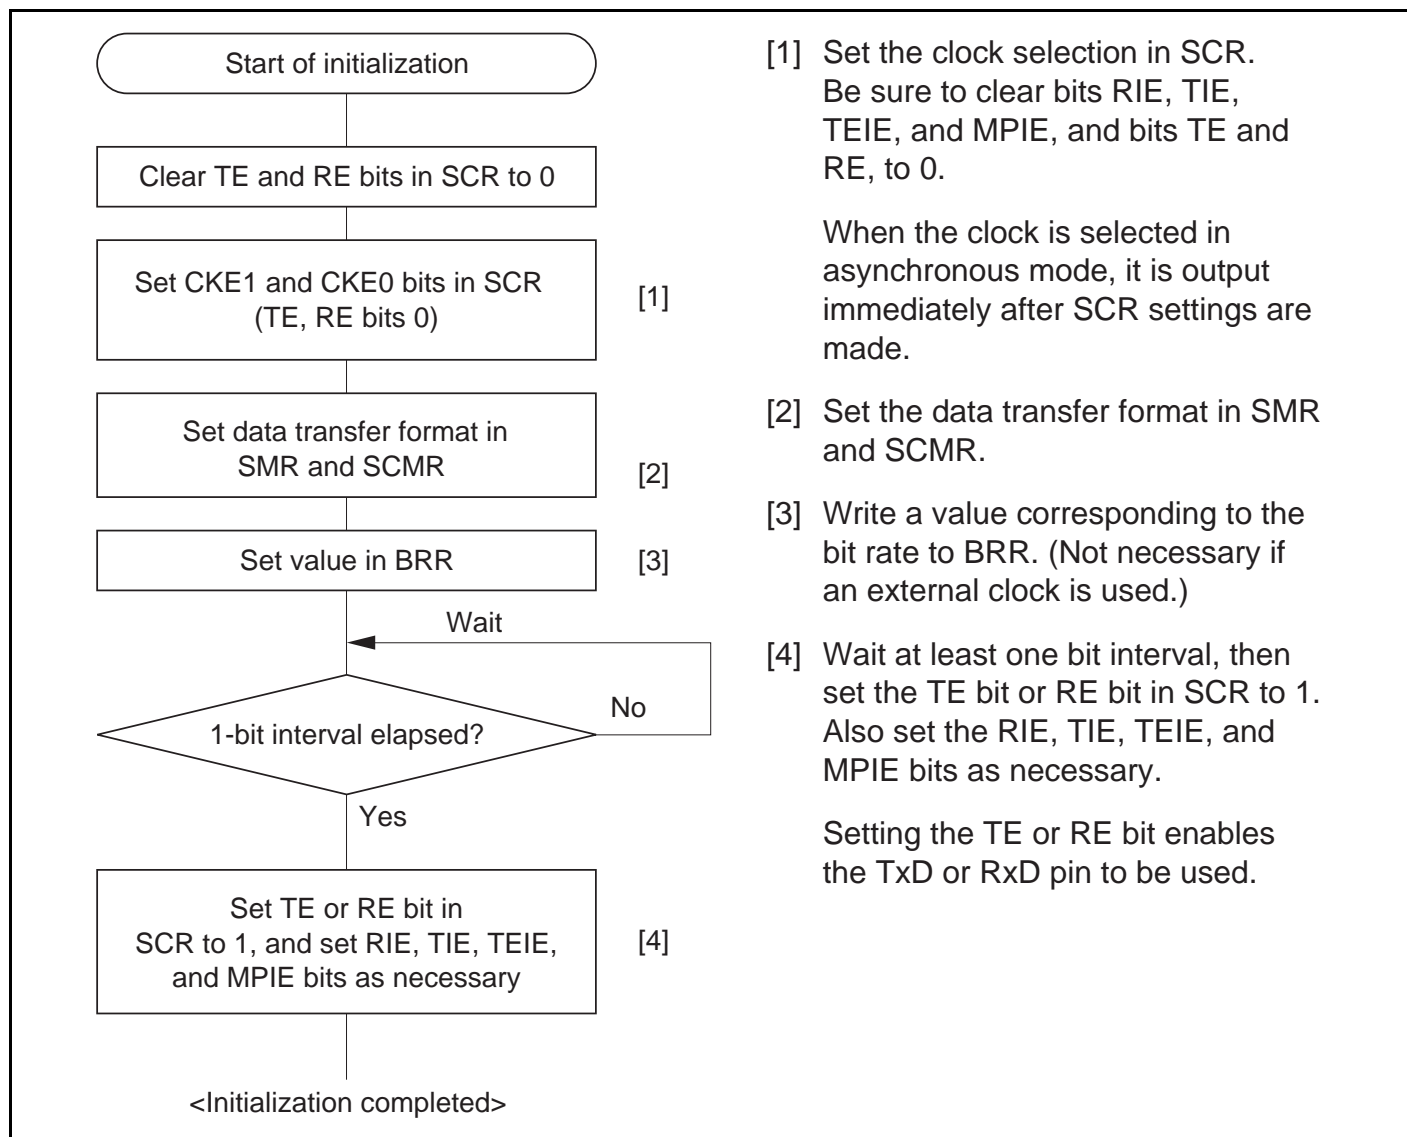 Start of initialization
Clear TE and RE bits in SCR to 0
Set CKE1 and CKE0 bits in SCR
(TE, RE bits 0)
[1]
Set data transfer format in
SMR and SCMR
[2]
Set value in BRR
[3]
Wait
1-bit interval elapsed?
No
Yes
Set TE or RE bit in
SCR to 1, and set RIE, TIE, TEIE,
and MPIE bits as necessary
[4]
<Initialization completed>
[1] Set the clock selection in SCR.
Be sure to clear bits RIE, TIE,
TEIE, and MPIE, and bits TE and
RE, to 0.
When the clock is selected in
asynchronous mode, it is output
immediately after SCR settings are
made.
[2] Set the data transfer format in SMR
and SCMR.
[3] Write a value corresponding to the
bit rate to BRR. (Not necessary if
an external clock is used.)
[4] Wait at least one bit interval, then
set the TE bit or RE bit in SCR to 1.
Also set the RIE, TIE, TEIE, and
MPIE bits as necessary.
Setting the TE or RE bit enables
the TxD or RxD pin to be used.